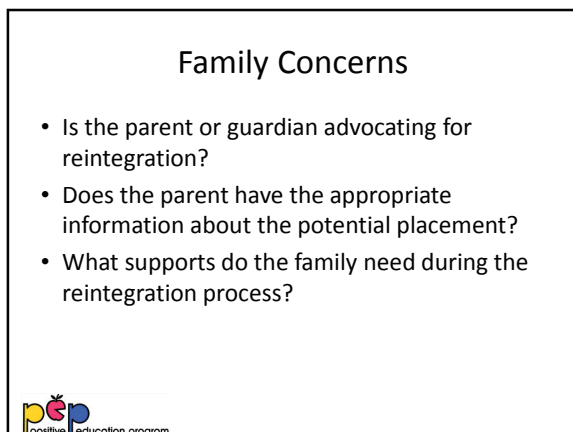 Family Concerns
• Is the parent or guardian advocating for
reintegration?
• Does the parent have the appropriate
information about the potential placement?
• What supports do the family need during the
reintegration process?
pep
positive education program